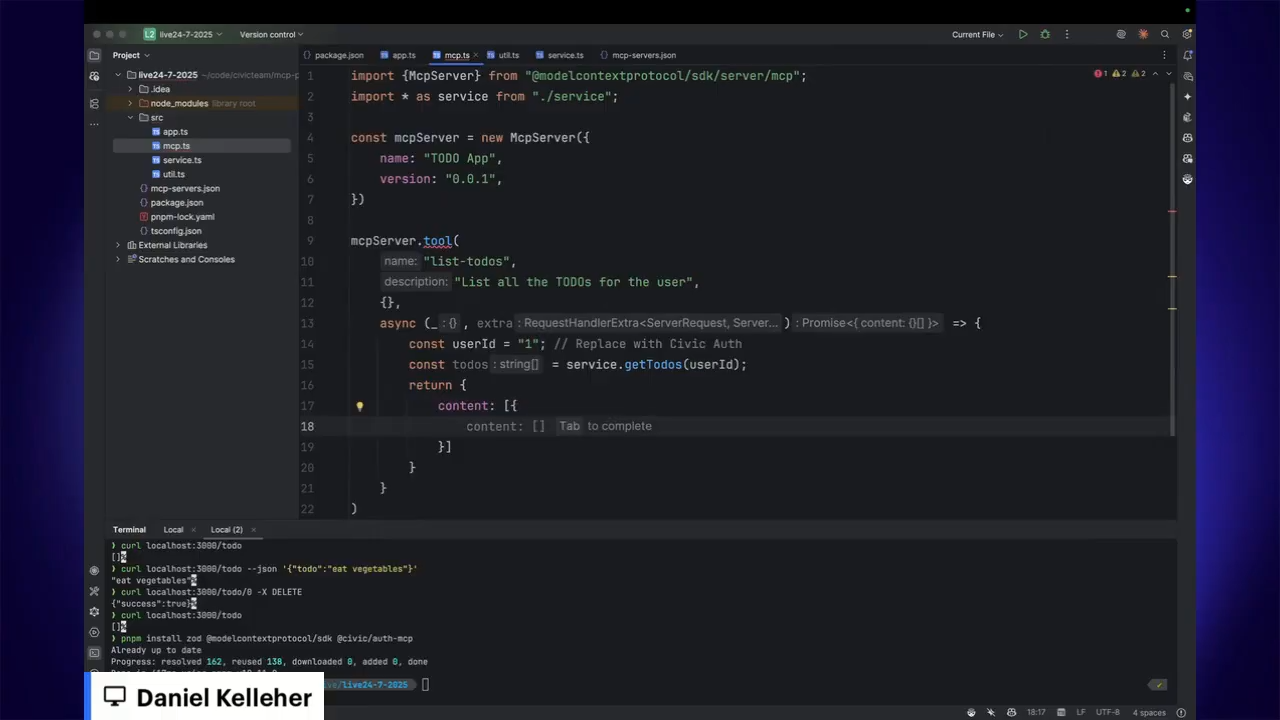 L2 live24-7-2025 Version control Current File
Project package.json app.ts mcp.ts util.ts service.ts mcp-servers.json
live24-7-2025 ~/code/civicteam/mcp-p
.idea
node_modules library root
src
app.ts
mcp.ts
service.ts
util.ts
mcp-servers.json
package.json
pnpm-lock.yaml
tsconfig.json
External Libraries
Scratches and Consoles
1 2 2
1 import {McpServer} from "@modelcontextprotocol/sdk/server/mcp";
2 import * as service from "./service";
3
4 const mcpServer = new McpServer({
5 name: "TODO App",
6 version: "0.0.1",
7 })
8
9 mcpServer.tool(
10 name: "list-todos",
11 description: "List all the TODOs for the user",
12 {},
13 async (_ : {} , extra : RequestHandlerExtra<ServerRequest, Server... ) : Promise<{ content: {}[] }> => {
14 const userId = "1"; // Replace with Civic Auth
15 const todos : string[] = service.getTodos(userId);
16 return {
17 content: [{
18 content: [] Tab to complete
19 }]
20 }
21 }
22 )
Terminal Local Local (2)
❯ curl localhost:3000/todo
[]%
❯ curl localhost:3000/todo --json '{"todo":"eat vegetables"}'
"eat vegetables"%
❯ curl localhost:3000/todo/0 -X DELETE
{"success":true}%
❯ curl localhost:3000/todo
[]%
❯ pnpm install zod @modelcontextprotocol/sdk @civic/auth-mcp
Already up to date
Progress: resolved 162, reused 138, downloaded 0, added 0, done
live24-7-2025
Daniel Kelleher
18:17 LF UTF-8 4 spaces